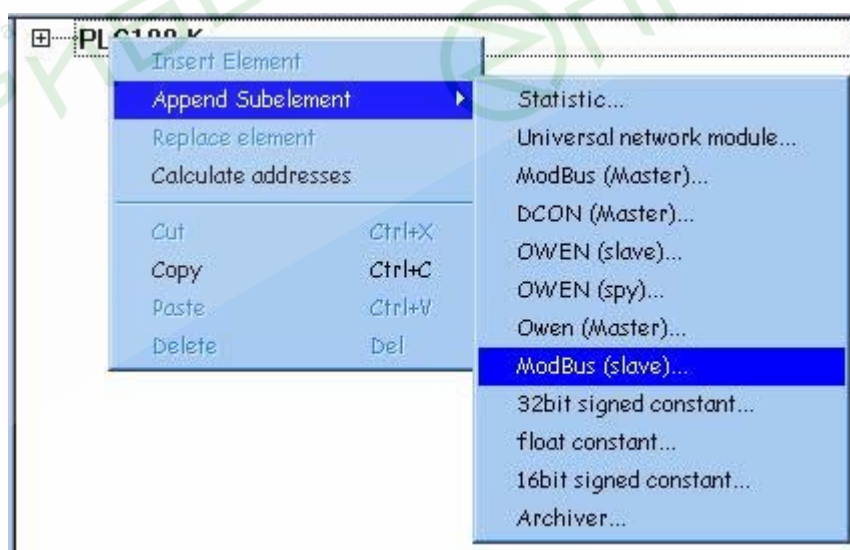 PLC100.K
Insert Element
Append Subelement
Replace element
Calculate addresses
Cut Ctrl+X
Copy Ctrl+C
Paste Ctrl+V
Delete Del
Statistic...
Universal network module...
ModBus (Master)...
DCON (Master)...
OWEN (slave)...
OWEN (spy)...
Owen (Master)...
ModBus (slave)...
32bit signed constant...
float constant...
16bit signed constant...
Archiver...